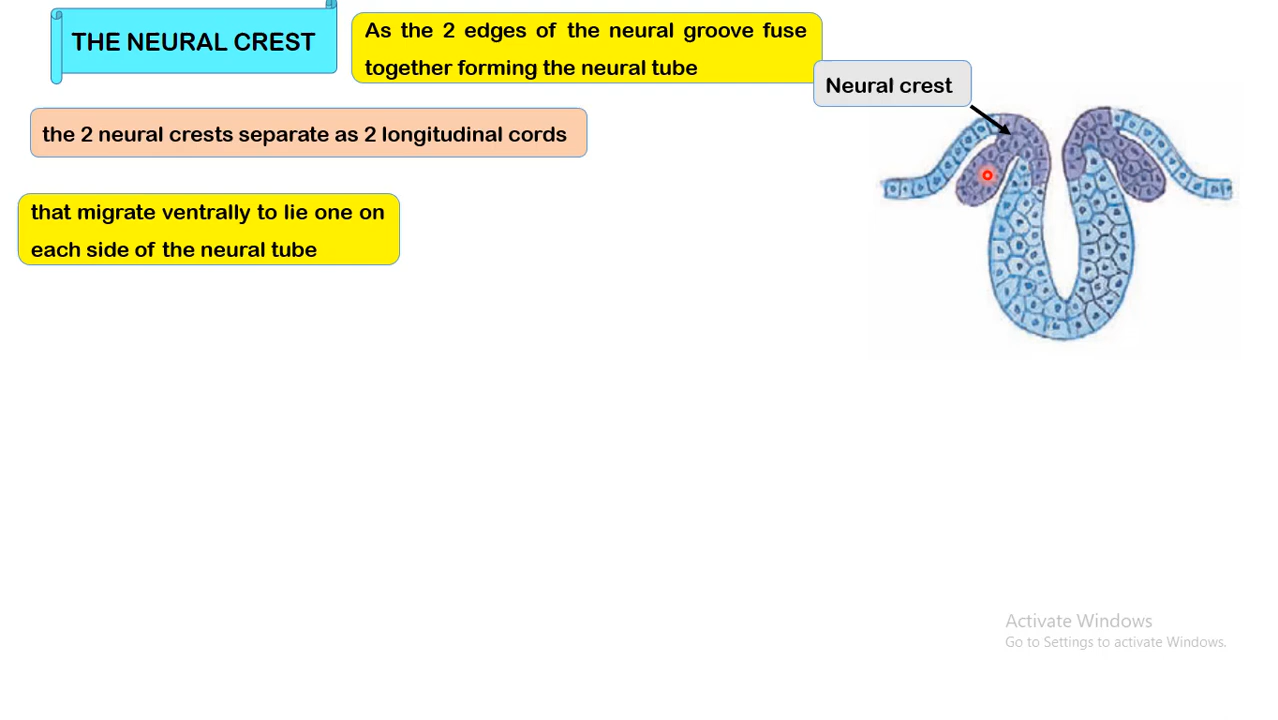 THE NEURAL CREST
As the 2 edges of the neural groove fuse
together forming the neural tube
Neural crest
the 2 neural crests separate as 2 longitudinal cords
that migrate ventrally to lie one on
each side of the neural tube
Activate Windows
Go to Settings to activate Windows.